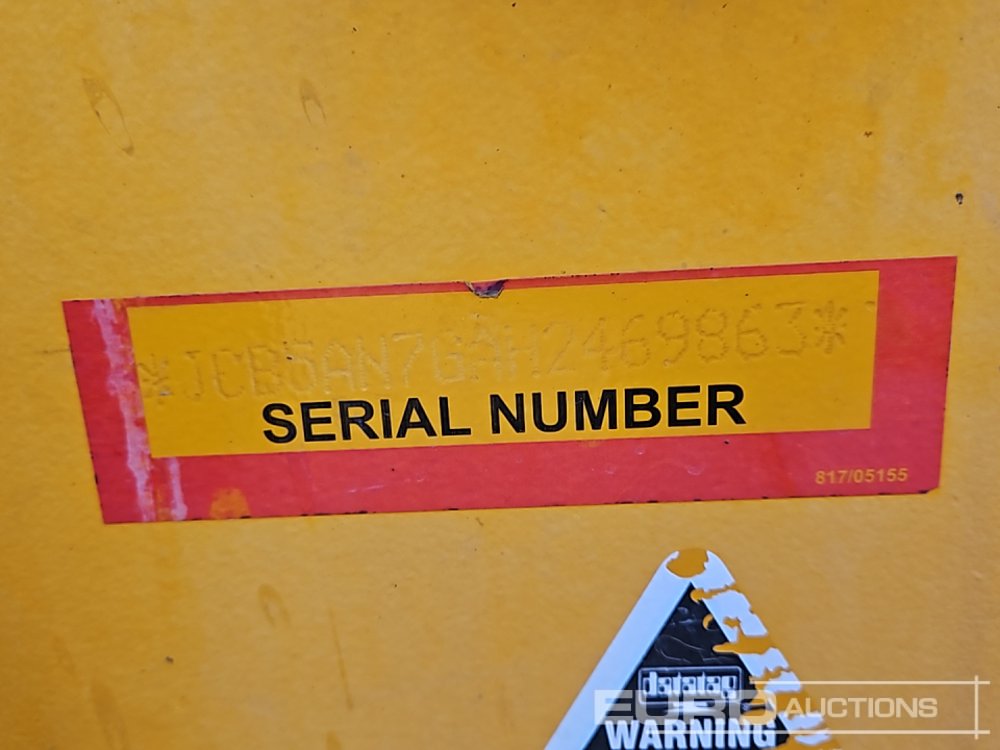 *JCB5AN7GAH2469863*
SERIAL NUMBER
817/05155
datatag
WARNING
EURO AUCTIONS